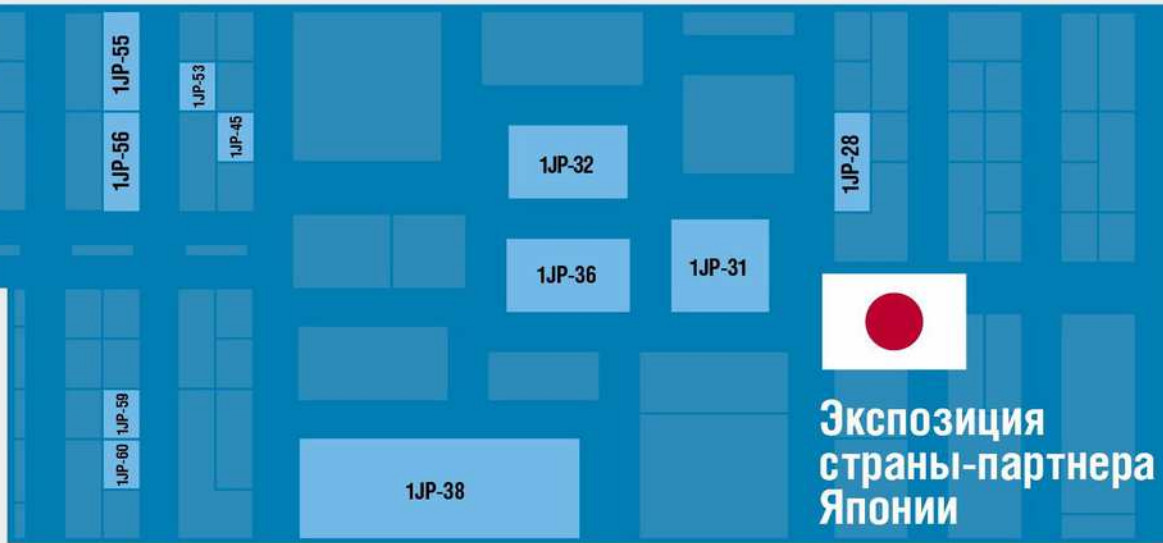 1JP-55
1JP-53
1JP-56
1JP-45
1JP-32
1JP-28
1JP-36
1JP-31
1JP-59
1JP-60
1JP-38
Экспозиция
страны-партнера
Японии